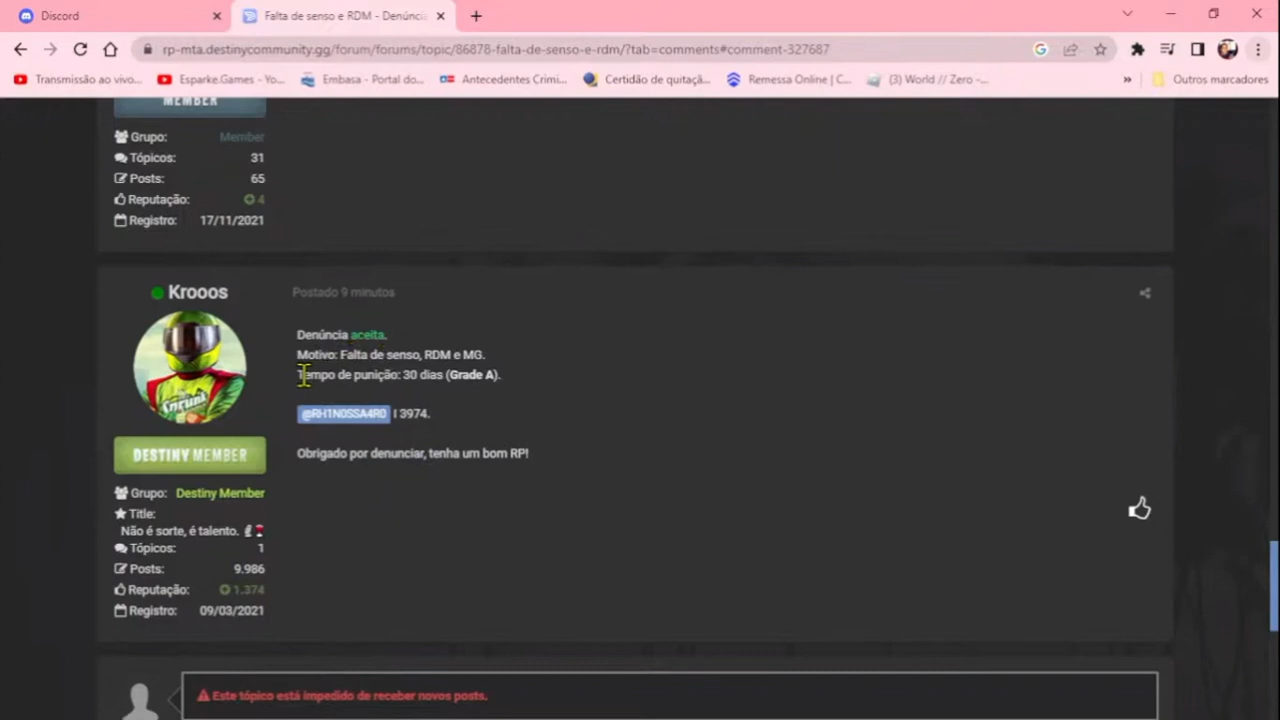 Discord
Falta de senso e RDM - Denúnci
rp-mta.destinycommunity.gg/forum/forums/topic/86878-falta-de-senso-e-rdm/?tab=comments#comment-327687
Transmissão ao vivo...
Esparke.Games - Yo...
Embasa - Portal do...
Antecedentes Crimi...
Certidão de quitaçã...
Remessa Online | C...
(3) World // Zero -...
»
Outros marcadores
MEMBER
Grupo: Member
Tópicos: 31
Posts: 65
Reputação: 4
Registro: 17/11/2021
Krooos
Postado 9 minutos
Denúncia aceita.
Motivo: Falta de senso, RDM e MG.
Tempo de punição: 30 dias (Grade A).
@RH1N0SSA4R0 I 3974.
Obrigado por denunciar, tenha um bom RP!
DESTINY MEMBER
Grupo: Destiny Member
Title:
Não é sorte, é talento.
Tópicos: 1
Posts: 9.986
Reputação: 1.374
Registro: 09/03/2021
Este tópico está impedido de receber novos posts.